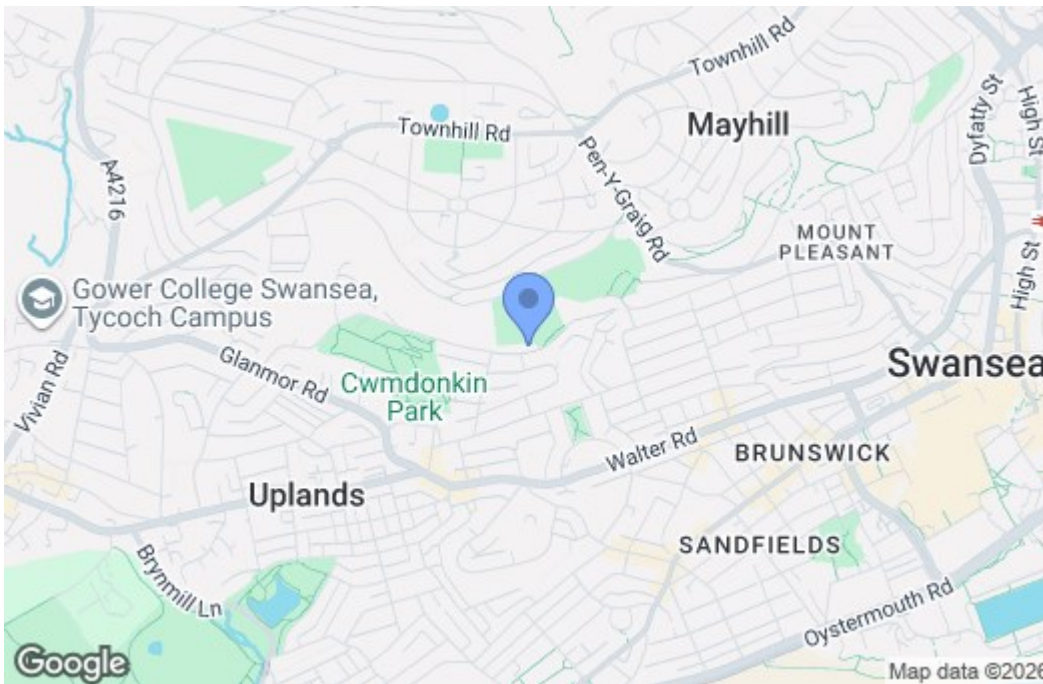 Townhill Rd
Dyfatty St
High St
Mayhill
Townhill Rd
A4216
Pen-Y-Graig Rd
MOUNT
PLEASANT
High St
Gower College Swansea,
Tycoch Campus
Vivian Rd
Glanmor Rd
Cwmdonkin
Park
Swansea
Walter Rd
BRUNSWICK
Uplands
SANDFIELDS
Brynmill Ln
Oystermouth Rd
Google
Map data ©2026